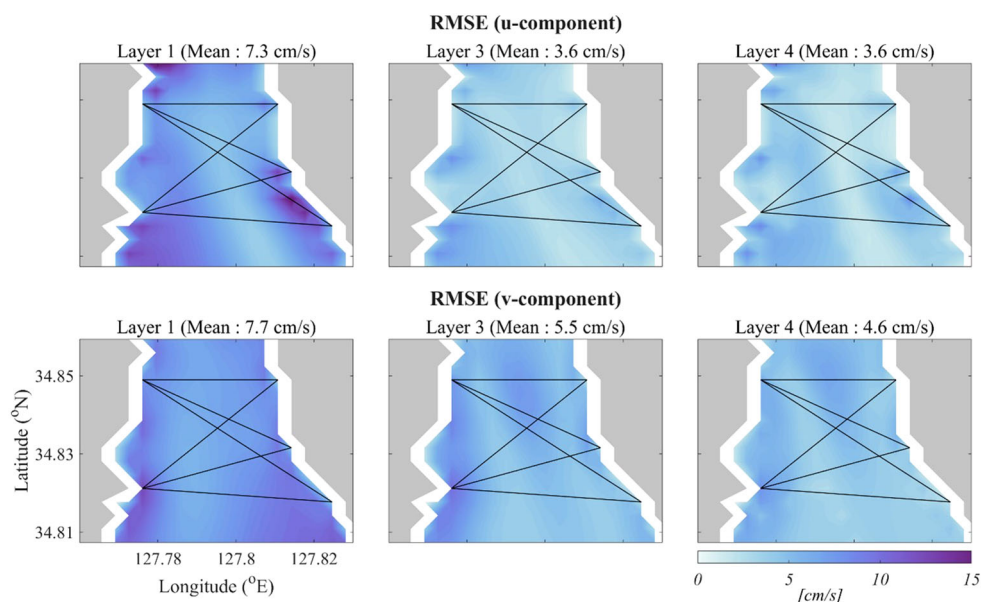 RMSE (u-component)
Layer 1 (Mean : 7.3 cm/s) Layer 3 (Mean : 3.6 cm/s) Layer 4 (Mean : 3.6 cm/s)
RMSE (v-component)
Layer 1 (Mean : 7.7 cm/s) Layer 3 (Mean : 5.5 cm/s) Layer 4 (Mean : 4.6 cm/s)
34.85
34.83
34.81
Latitude (°N)
127.78 127.8 127.82
Longitude (°E)
0 5 10 15
[cm/s]